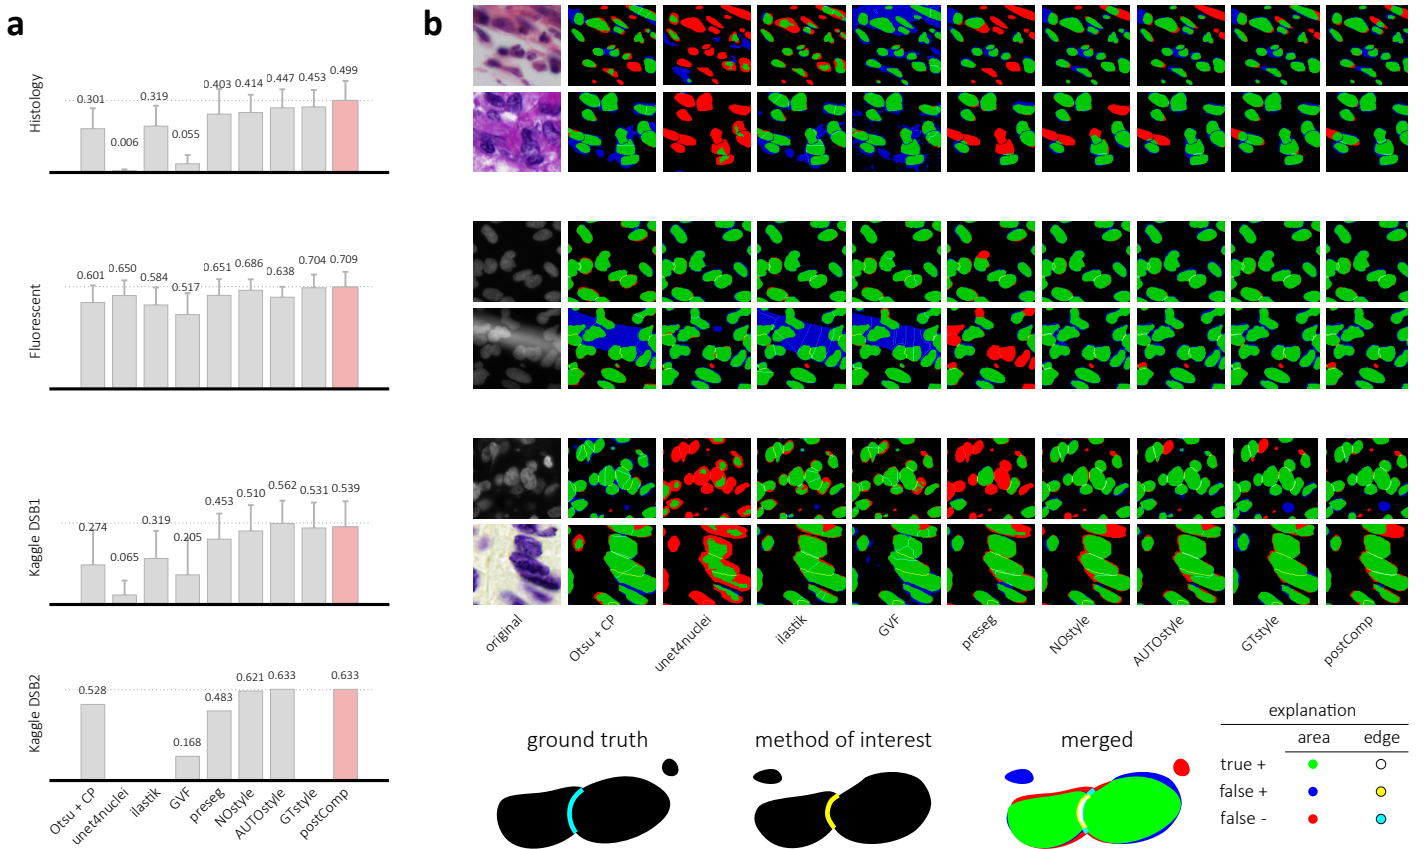 a
Histology
0.301
0.006
0.319
0.055
0.403
0.414
0.447
0.453
0.499
Fluorescent
0.601
0.650
0.584
0.517
0.651
0.686
0.638
0.704
0.709
Kaggle DSB1
0.274
0.065
0.319
0.205
0.453
0.510
0.562
0.531
0.539
Kaggle DSB2
0.528
0.168
0.483
0.621
0.633
0.633
Otsu + CP
unet4nuclei
ilastik
GVF
preseg
NOstyle
AUTOstyle
GTstyle
postComp
b
original
Otsu + CP
unet4nuclei
ilastik
GVF
preseg
NOstyle
AUTOstyle
GTstyle
postComp
ground truth
method of interest
merged
explanation
area edge
true +
false +
false -